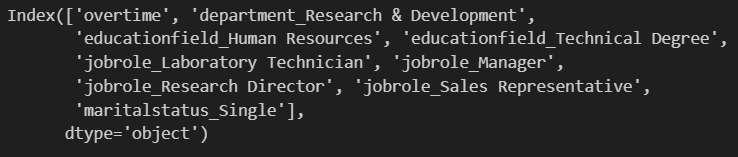 Index(['overtime', 'department_Research & Development',
'educationfield_Human Resources', 'educationfield_Technical Degree',
'jobrole_Laboratory Technician', 'jobrole_Manager',
'jobrole_Research Director', 'jobrole_Sales Representative',
'maritalstatus_Single'],
dtype='object')